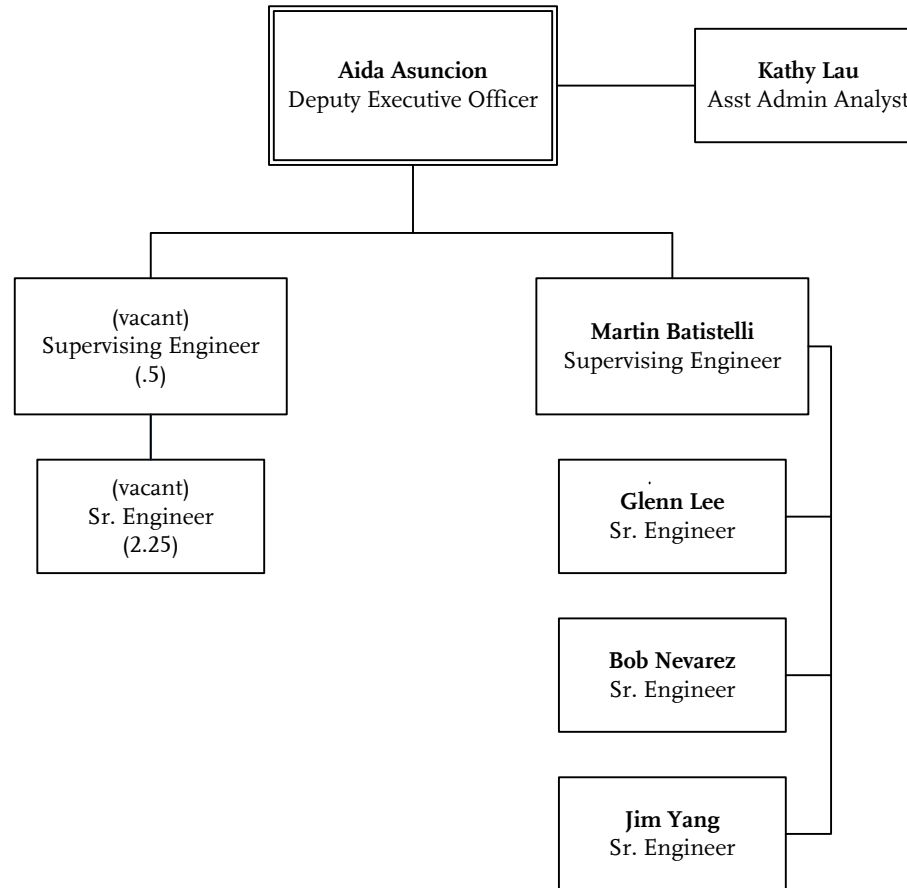 Aida Asuncion
Deputy Executive Officer
Kathy Lau
Asst Admin Analyst
(vacant)
Supervising Engineer
(.5)
Martin Batistelli
Supervising Engineer
(vacant)
Sr. Engineer
(2.25)
Glenn Lee
Sr. Engineer
Bob Nevarez
Sr. Engineer
Jim Yang
Sr. Engineer